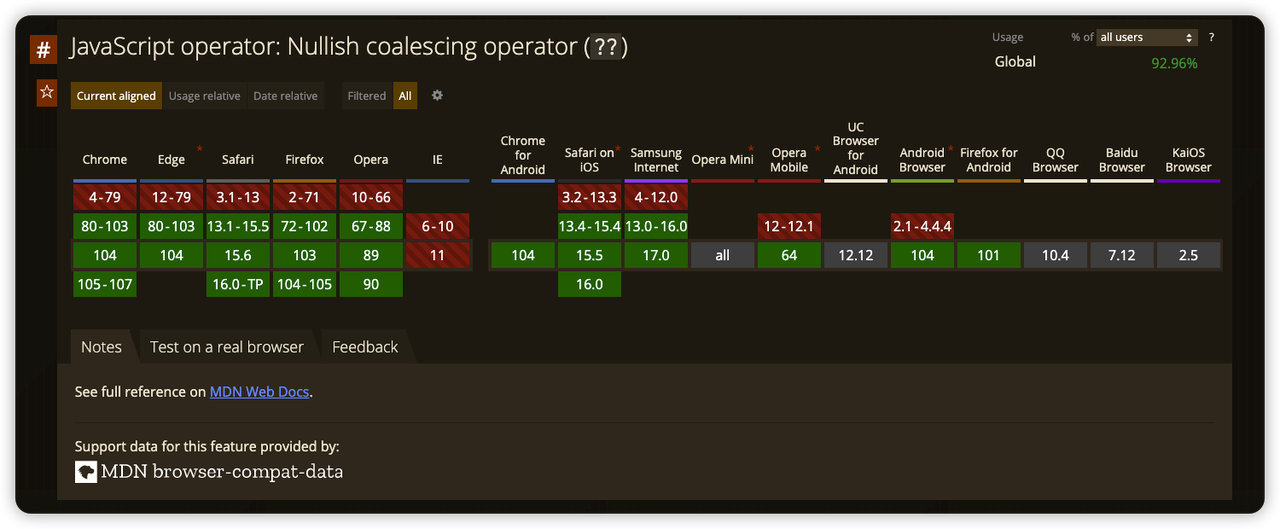 # JavaScript operator: Nullish coalescing operator (??)
Usage % of all users ?
Global 92.96%
Current aligned Usage relative Date relative Filtered All
Chrome Edge * Safari Firefox Opera IE Chrome for Android Safari on iOS * Samsung Internet Opera Mini * Opera Mobile * UC Browser for Android Android Browser * Firefox for Android QQ Browser Baidu Browser KaiOS Browser
4-79 12-79 3.1-13 2-71 10-66 3.2-13.3 4-12.0
80-103 80-103 13.1-15.5 72-102 67-88 6-10 13.4-15.4 13.0-16.0 12-12.1 2.1-4.4.4
104 104 15.6 103 89 11 104 15.5 17.0 all 64 12.12 104 101 10.4 7.12 2.5
105-107 16.0-TP 104-105 90 16.0
Notes Test on a real browser Feedback
See full reference on MDN Web Docs.
Support data for this feature provided by:
MDN browser-compat-data